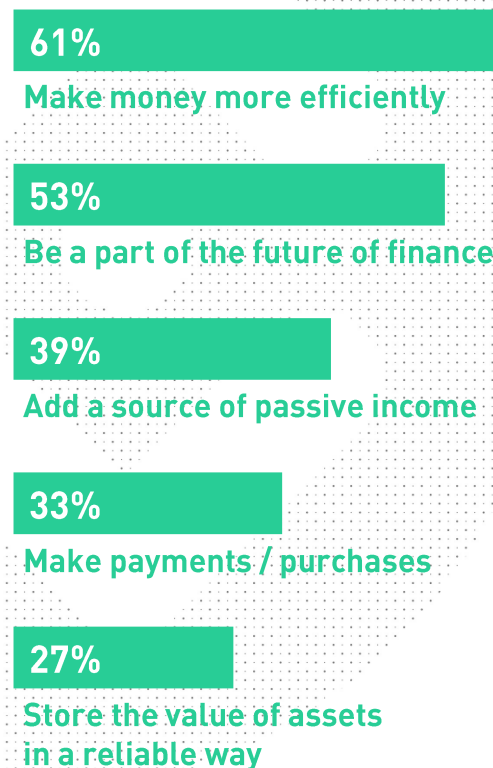 61%
Make money more efficiently
53%
Be a part of the future of finance
39%
Add a source of passive income
33%
Make payments / purchases
27%
Store the value of assets
in a reliable way